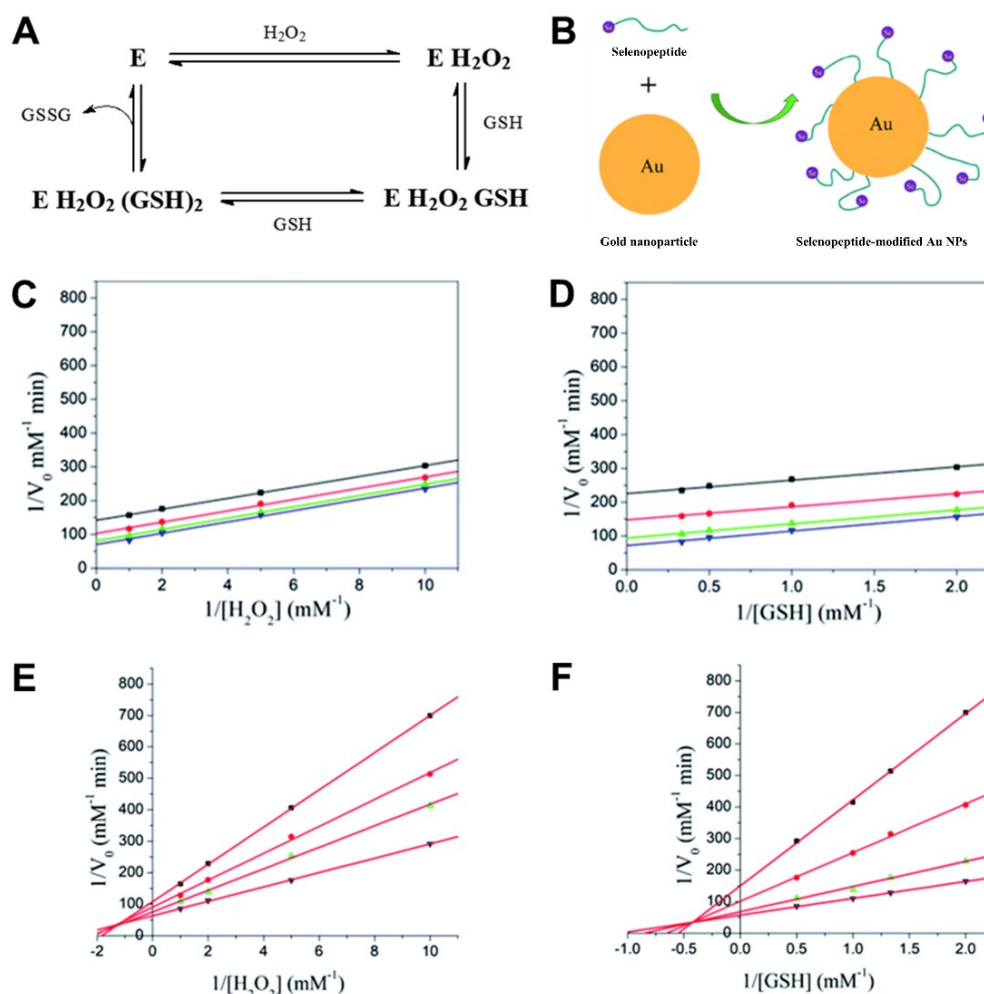 A
E
H₂O₂
E H₂O₂
GSSG
GSH
E H₂O₂ (GSH)₂
GSH
E H₂O₂ GSH
B
Selenopeptide
+
Au
Au
Se
Gold nanoparticle
Selenopeptide-modified Au NPs
C
1/V₀ mM⁻¹ min)
800
700
600
500
400
300
200
100
0
0 2 4 6 8 10
1/[H₂O₂] (mM⁻¹)
D
1/V₀ (mM⁻¹ min)
800
700
600
500
400
300
200
100
0
0.0 0.5 1.0 1.5 2.0
1/[GSH] (mM⁻¹)
E
1/V₀ (mM⁻¹ min)
800
700
600
500
400
300
200
100
0
-2 0 2 4 6 8 10
1/[H₂O₂] (mM⁻¹)
F
1/V₀ (mM⁻¹ min)
800
700
600
500
400
300
200
100
0
-1.0 -0.5 0.0 0.5 1.0 1.5 2.0
1/[GSH] (mM⁻¹)